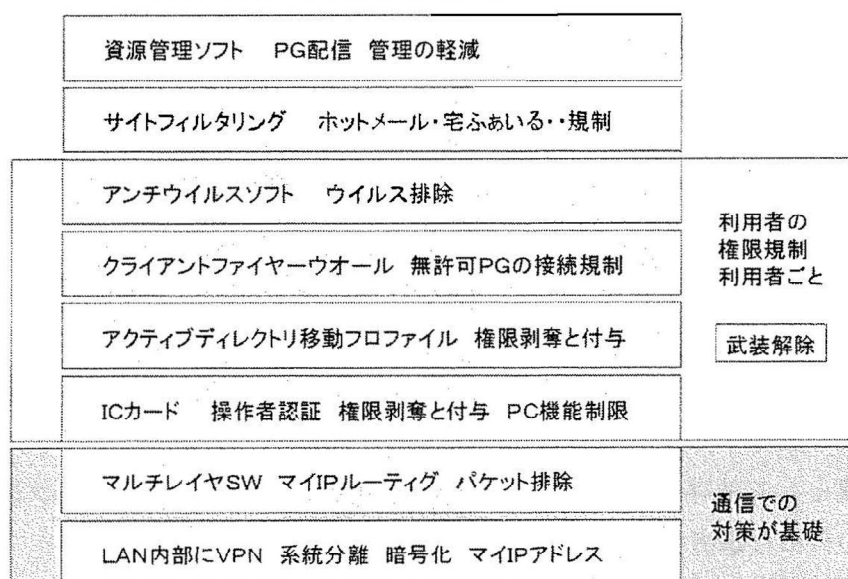 資源管理ソフト PG配信 管理の軽減
サイトフィルタリング ホットメール・宅ふぁいる・・規制
アンチウイルスソフト ウイルス排除
クライアントファイヤーウオール 無許可PGの接続規制
アクティブディレクトリ移動フロファイル 権限剥奪と付与
ICカード 操作者認証 権限剥奪と付与 PC機能制限
利用者の
権限規制
利用者ごと
武装解除
マルチレイヤSW マイIPルーティグ パケット排除
LAN内部にVPN 系統分離 暗号化 マイIPアドレス
通信での
対策が基礎